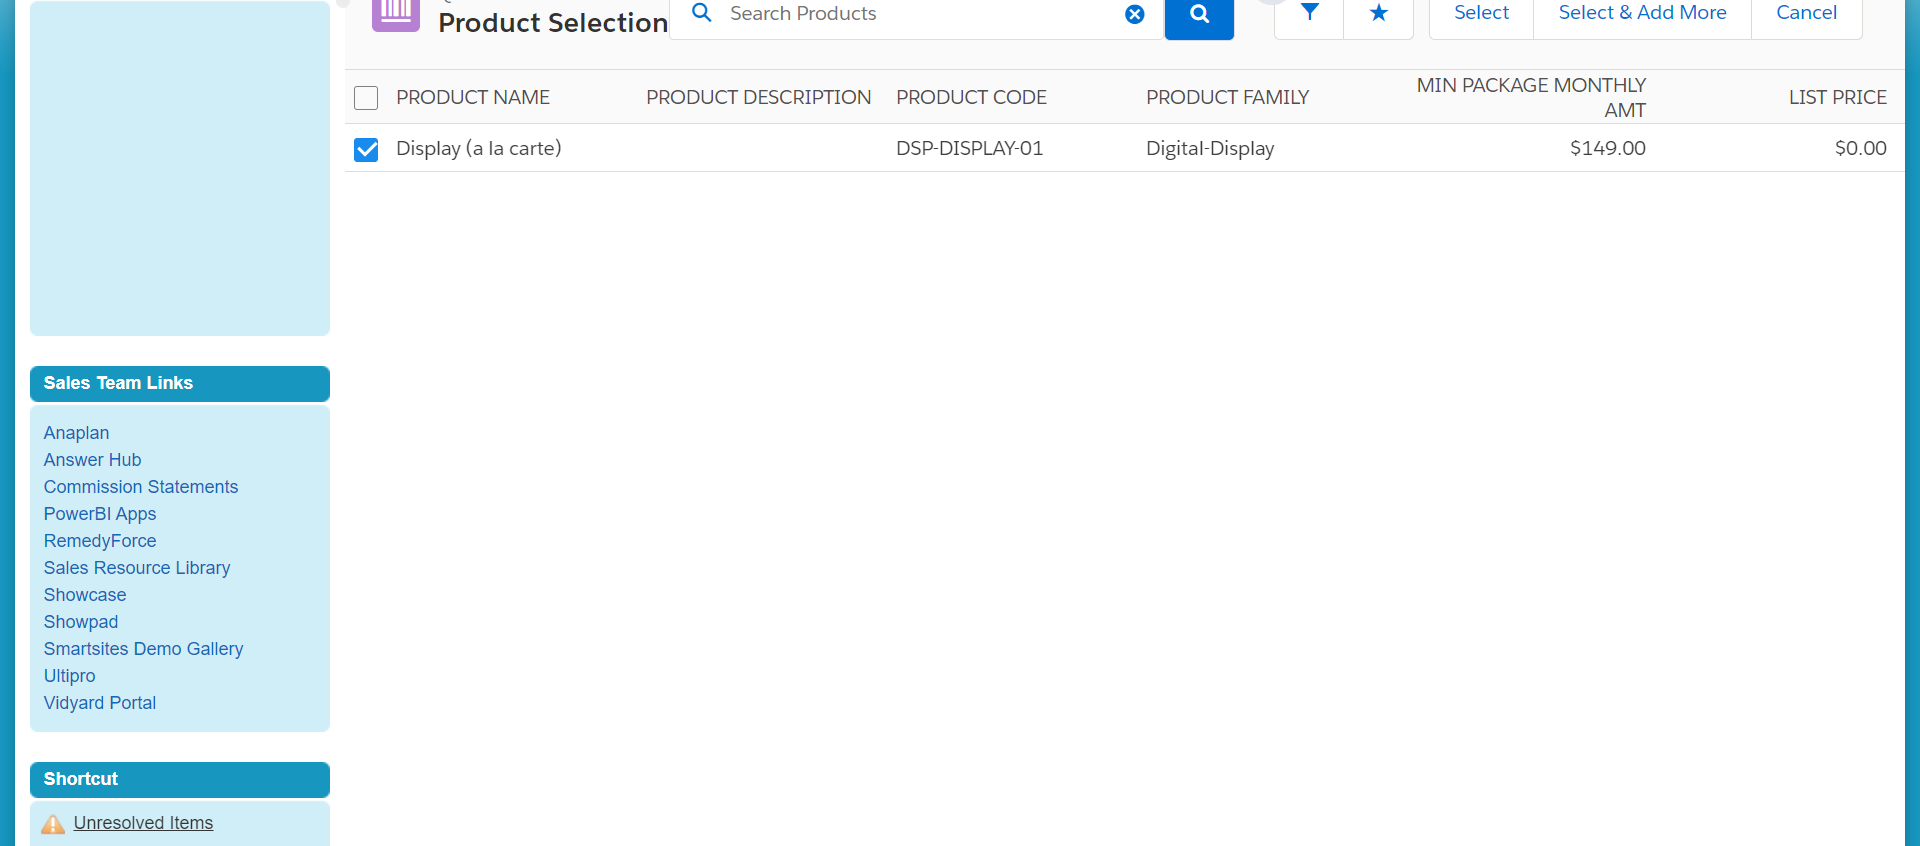 Product Selection
Search Products
Select
Select & Add More
Cancel
PRODUCT NAME
PRODUCT DESCRIPTION
PRODUCT CODE
PRODUCT FAMILY
MIN PACKAGE MONTHLY
AMT
LIST PRICE
Display (a la carte)
DSP-DISPLAY-01
Digital-Display
$149.00
$0.00
Sales Team Links
Anaplan
Answer Hub
Commission Statements
PowerBI Apps
RemedyForce
Sales Resource Library
Showcase
Showpad
Smartsites Demo Gallery
Ultipro
Vidyard Portal
Shortcut
Unresolved Items